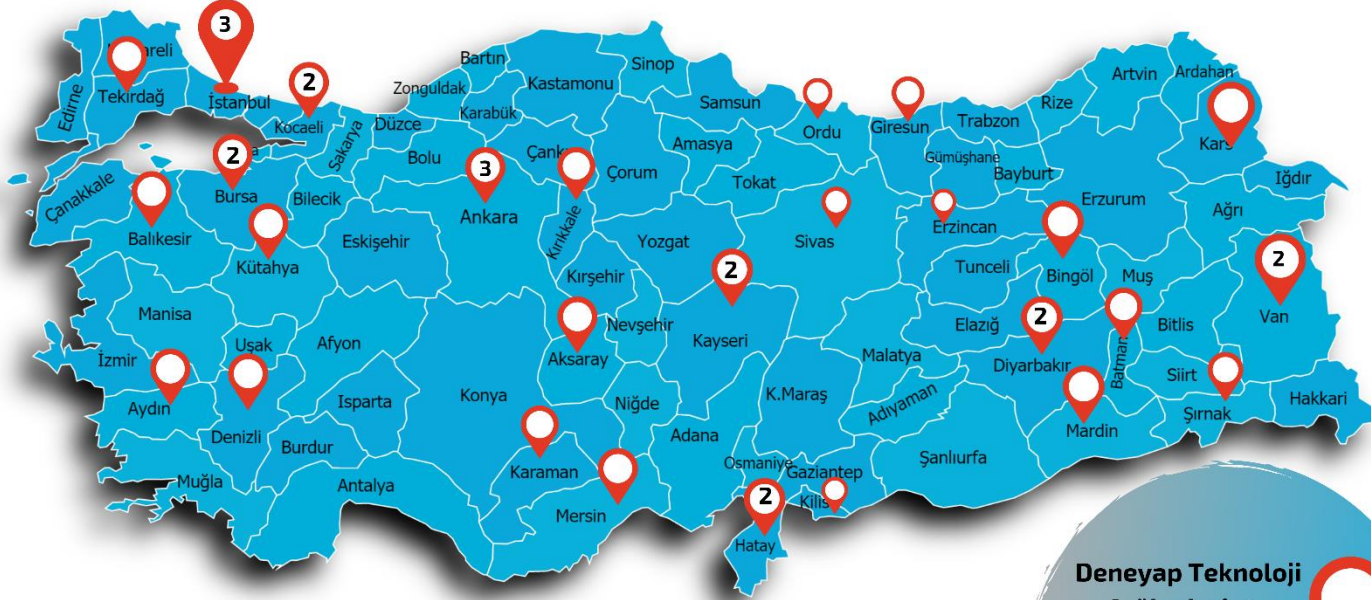 3
Kırklareli
Tekirdağ
Edirne
İstanbul
2
Kocaeli
Sakarya
Düzce
Zonguldak
Bartın
Karabük
Kastamonu
Sinop
Samsun
Ordu
Giresun
Trabzon
Rize
Artvin
Ardahan
Kars
Iğdır
Ağrı
Bolu
3
Ankara
Kırıkkale
Çorum
Amasya
Tokat
Gümüşhane
Bayburt
Erzurum
Erzincan
Çanakkale
2
Bursa
Bilecik
Balıkesir
Kütahya
Eskişehir
Yozgat
Sivas
Kırşehir
Tunceli
Bingöl
Muş
2
Van
Manisa
Uşak
Afyon
Aksaray
Nevşehir
2
Kayseri
Malatya
Elazığ
2
Diyarbakır
Batman
Bitlis
Siirt
Şırnak
Hakkari
İzmir
Aydın
Denizli
Isparta
Burdur
Konya
Niğde
K.Maraş
Adıyaman
Mardin
Muğla
Antalya
Karaman
Mersin
Adana
Osmaniye
Gaziantep
Kilis
Şanlıurfa
2
Hatay
Deneyap Teknoloji